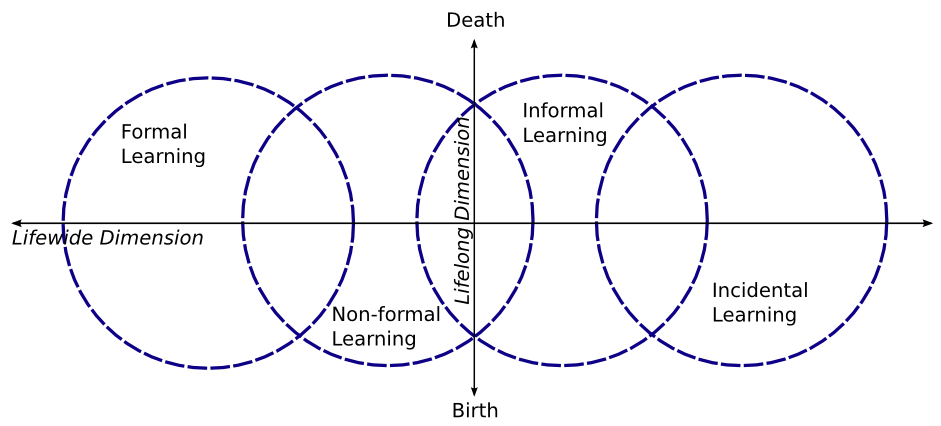 Death
Informal
Learning
Formal
Learning
Lifelong Dimension
Lifewide Dimension
Incidental
Learning
Non-formal
Learning
Birth